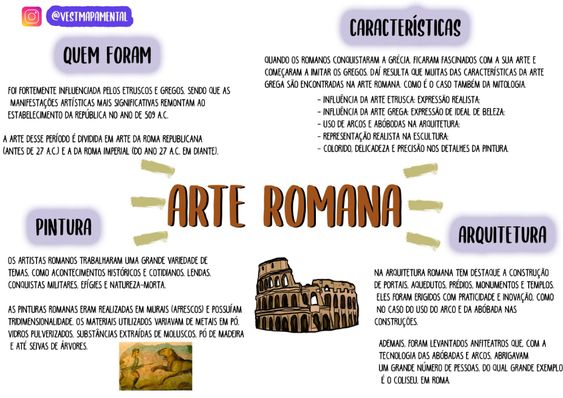 @VESTMAPAMENTAL
QUEM FORAM
FOI FORTEMENTE INFLUENCIADA PELOS ETRUSCOS E GREGOS, SENDO QUE AS
MANIFESTAÇÕES ARTÍSTICAS MAIS SIGNIFICATIVAS REMONTAM AO
ESTABELECIMENTO DA REPÚBLICA NO ANO DE 509 A.C.
A ARTE DESSE PERÍODO É DIVIDIDA EM ARTE DA ROMA REPUBLICANA
(ANTES DE 27 A.C.) E A DA ROMA IMPERIAL (DO ANO 27 A.C. EM DIANTE).
CARACTERÍSTICAS
QUANDO OS ROMANOS CONQUISTARAM A GRÉCIA, FICARAM FASCINADOS COM A SUA ARTE E
COMEÇARAM A IMITAR OS GREGOS. DAÍ RESULTA QUE MUITAS DAS CARACTERÍSTICAS DA ARTE
GREGA SÃO ENCONTRADAS NA ARTE ROMANA, COMO É O CASO TAMBÉM DA MITOLOGIA.
- INFLUÊNCIA DA ARTE ETRUSCA: EXPRESSÃO REALISTA;
- INFLUÊNCIA DA ARTE GREGA: EXPRESSÃO DE IDEAL DE BELEZA;
- USO DE ARCOS E ABÓBODAS NA ARQUITETURA;
- REPRESENTAÇÃO REALISTA NA ESCULTURA;
- COLORIDO, DELICADEZA E PRECISÃO NOS DETALHES DA PINTURA.
ARTE ROMANA
PINTURA
OS ARTISTAS ROMANOS TRABALHARAM UMA GRANDE VARIEDADE DE
TEMAS, COMO ACONTECIMENTOS HISTÓRICOS E COTIDIANOS, LENDAS,
CONQUISTAS MILITARES, EFÍGIES E NATUREZA-MORTA.
AS PINTURAS ROMANAS ERAM REALIZADAS EM MURAIS (AFRESCOS) E POSSUÍAM
TRIDIMENSIONALIDADE. OS MATERIAIS UTILIZADOS VARIAVAM DE METAIS EM PÓ,
VIDROS PULVERIZADOS, SUBSTÂNCIAS EXTRAÍDAS DE MOLUSCOS, PÓ DE MADEIRA
E ATÉ SEIVAS DE ÁRVORES.
ARQUITETURA
NA ARQUITETURA ROMANA TEM DESTAQUE A CONSTRUÇÃO
DE PORTAIS, AQUEDUTOS, PRÉDIOS, MONUMENTOS E TEMPLOS.
ELES FORAM ERIGIDOS COM PRATICIDADE E INOVAÇÃO, COMO
NO CASO DO USO DO ARCO E DA ABÓBADA NAS
CONSTRUÇÕES.
ADEMAIS, FORAM LEVANTADOS ANFITEATROS QUE, COM A
TECNOLOGIA DAS ABÓBADAS E ARCOS, ABRIGAVAM
UM GRANDE NÚMERO DE PESSOAS, DO QUAL GRANDE EXEMPLO
É O COLISEU, EM ROMA.